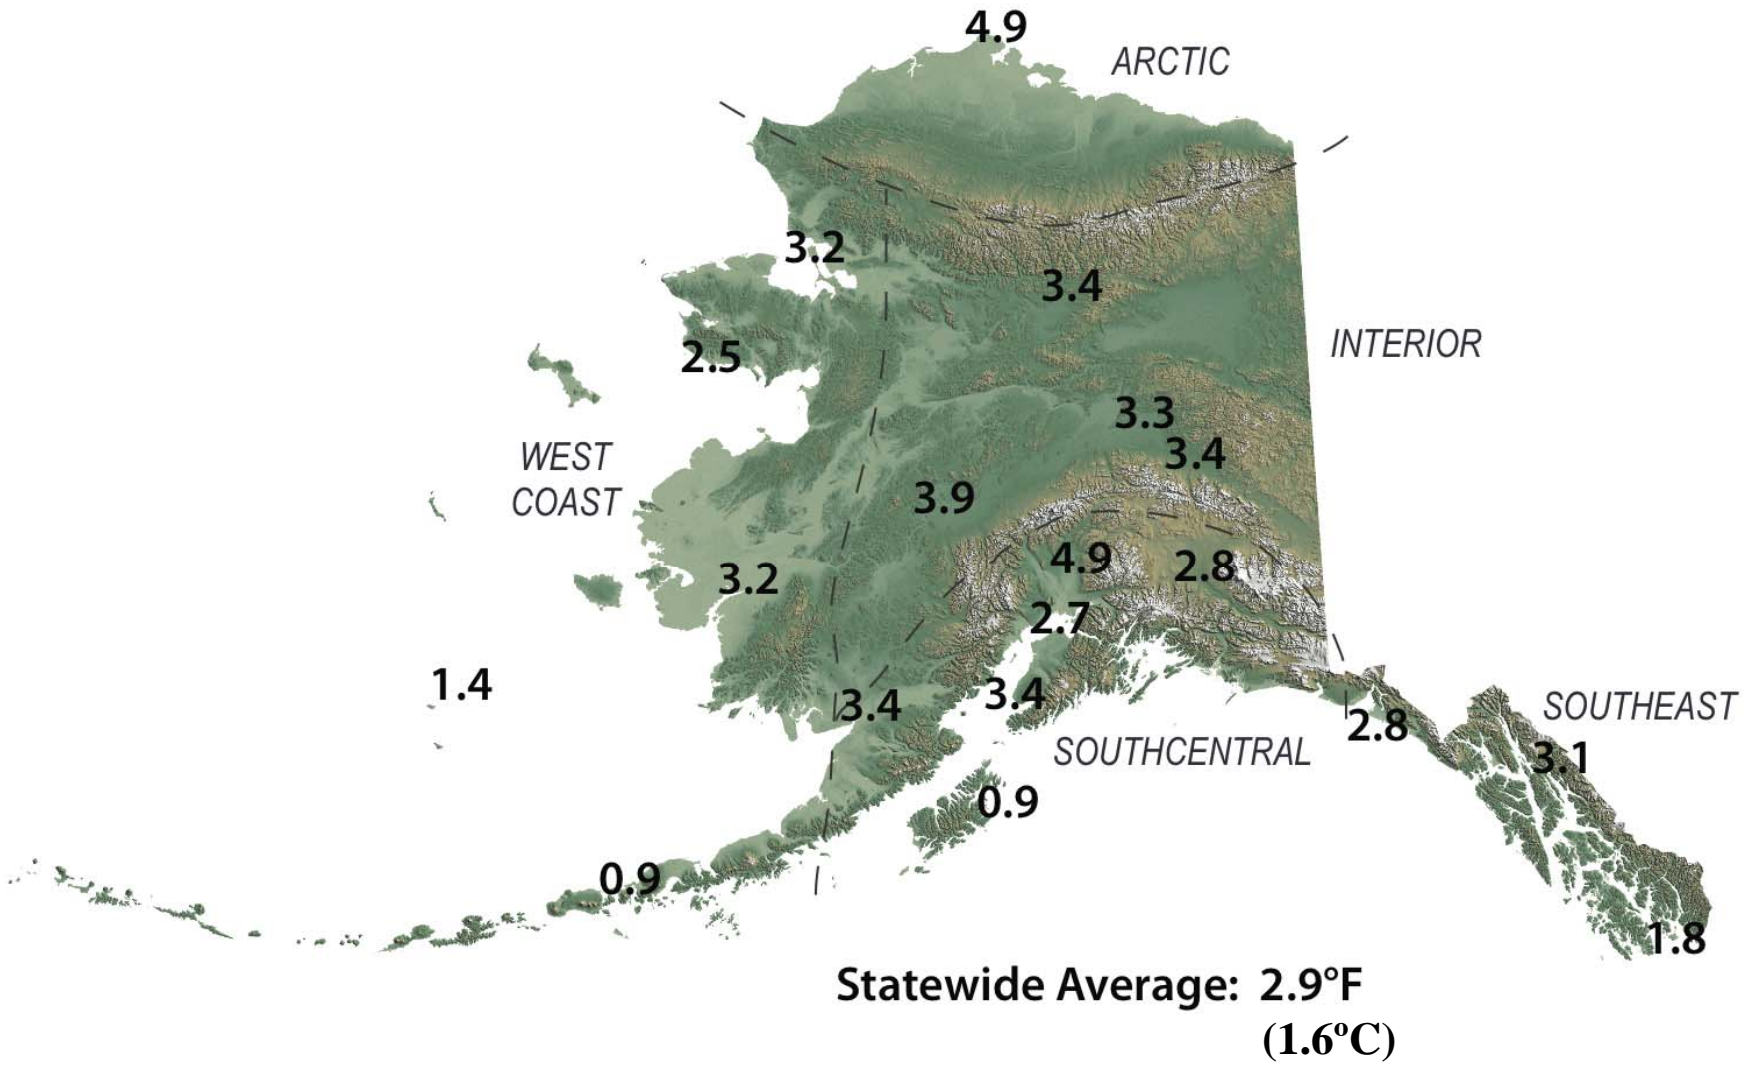 4.9
ARCTIC
3.2
3.4
INTERIOR
2.5
3.3
3.4
WEST
COAST
3.9
4.9
2.8
3.2
2.7
1.4
3.4
3.4
2.8
SOUTHEAST
SOUTHCENTRAL
3.1
0.9
0.9
1.8
Statewide Average: 2.9°F
(1.6ºC)